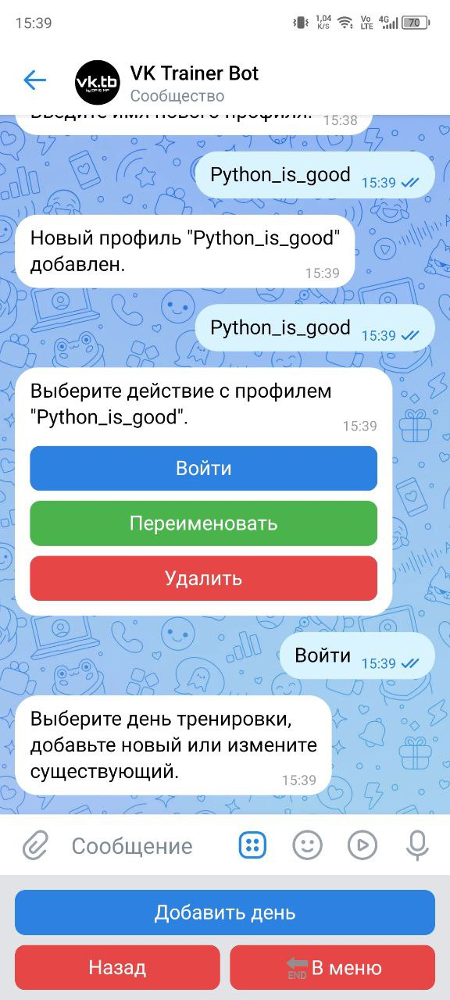 15:39
1,04 K/S
Vo LTE
4G
70
vk.tb
VK Trainer Bot
Сообщество
Введите имя нового профиля.
15:38
Python_is_good
15:39
Новый профиль "Python_is_good"
добавлен.
15:39
Python_is_good
15:39
Выберите действие с профилем
"Python_is_good".
15:39
Войти
Переименовать
Удалить
Войти
15:39
Выберите день тренировки,
добавьте новый или измените
существующий.
15:39
Сообщение
Добавить день
Назад
END В меню